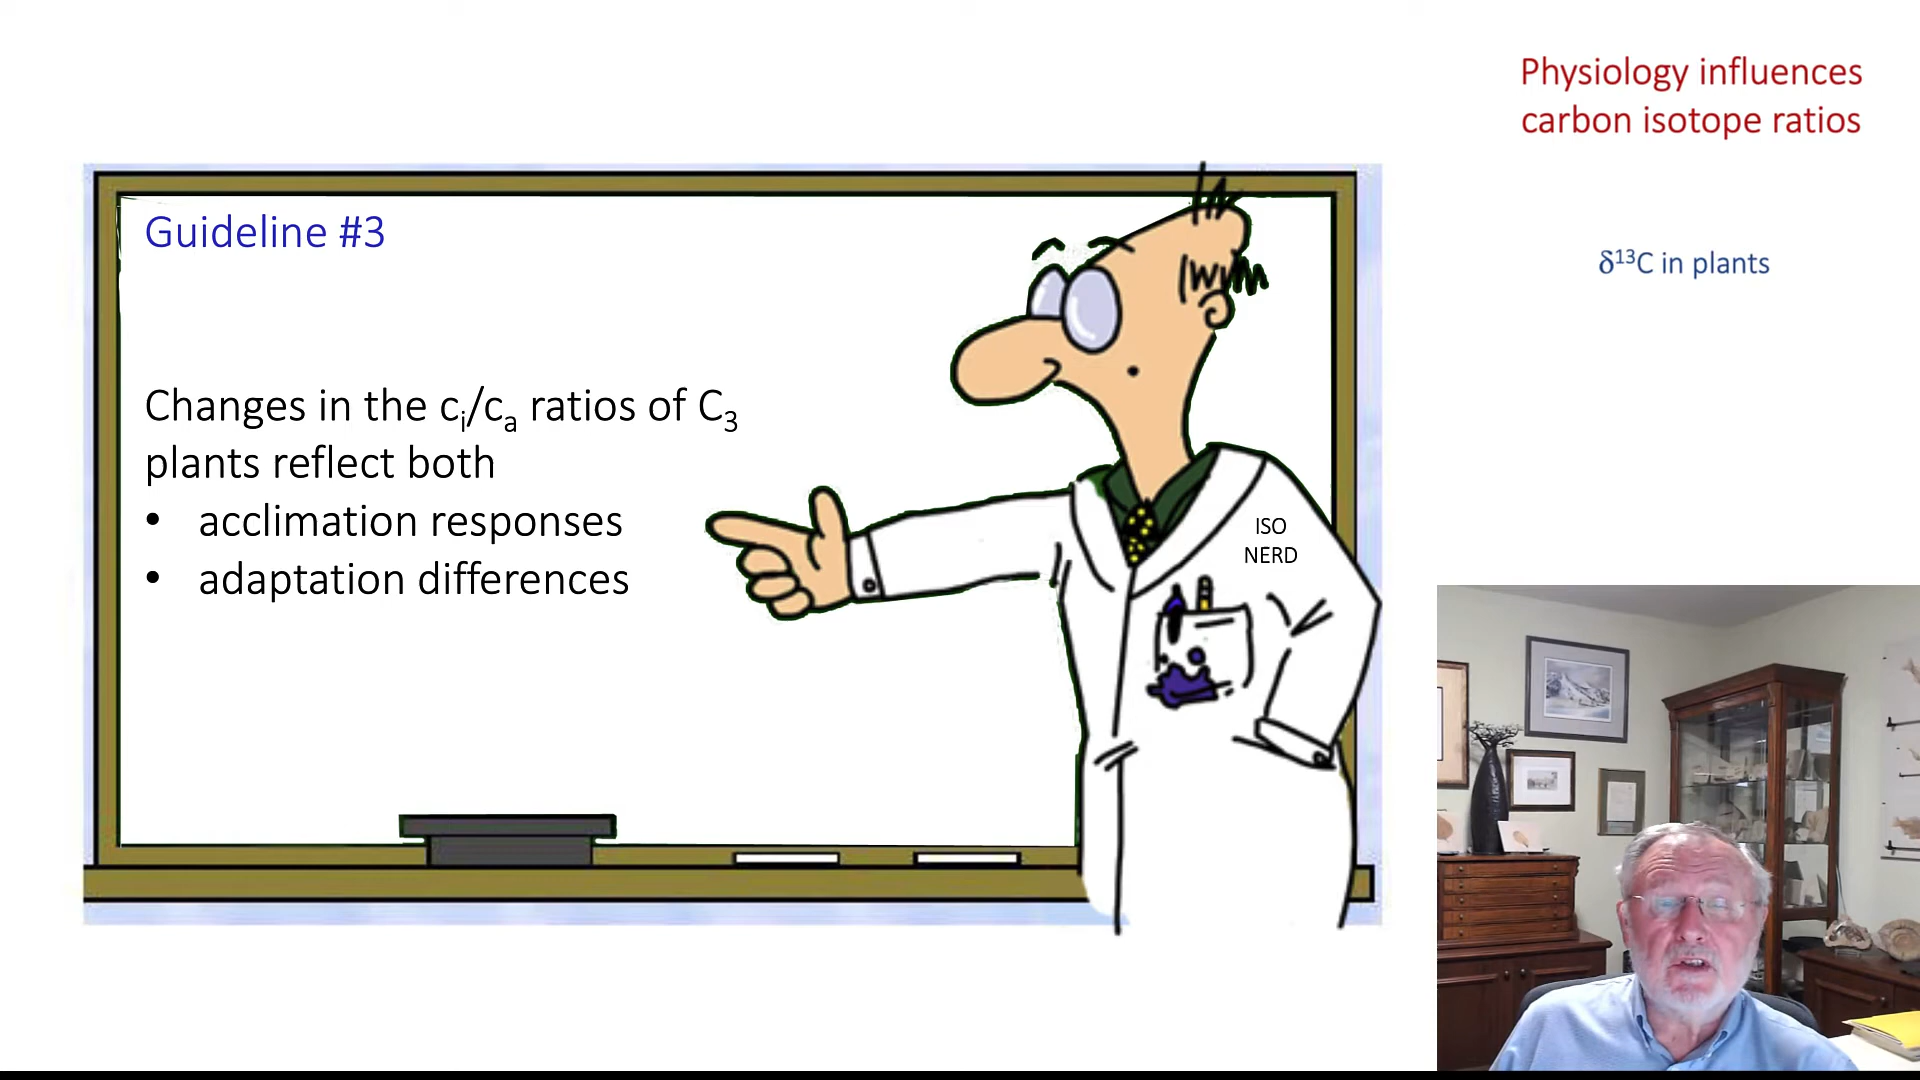 Physiology influences
carbon isotope ratios
δ¹³C in plants
Guideline #3
Changes in the cᵢ/cₐ ratios of C₃
plants reflect both
• acclimation responses
• adaptation differences
ISO
NERD